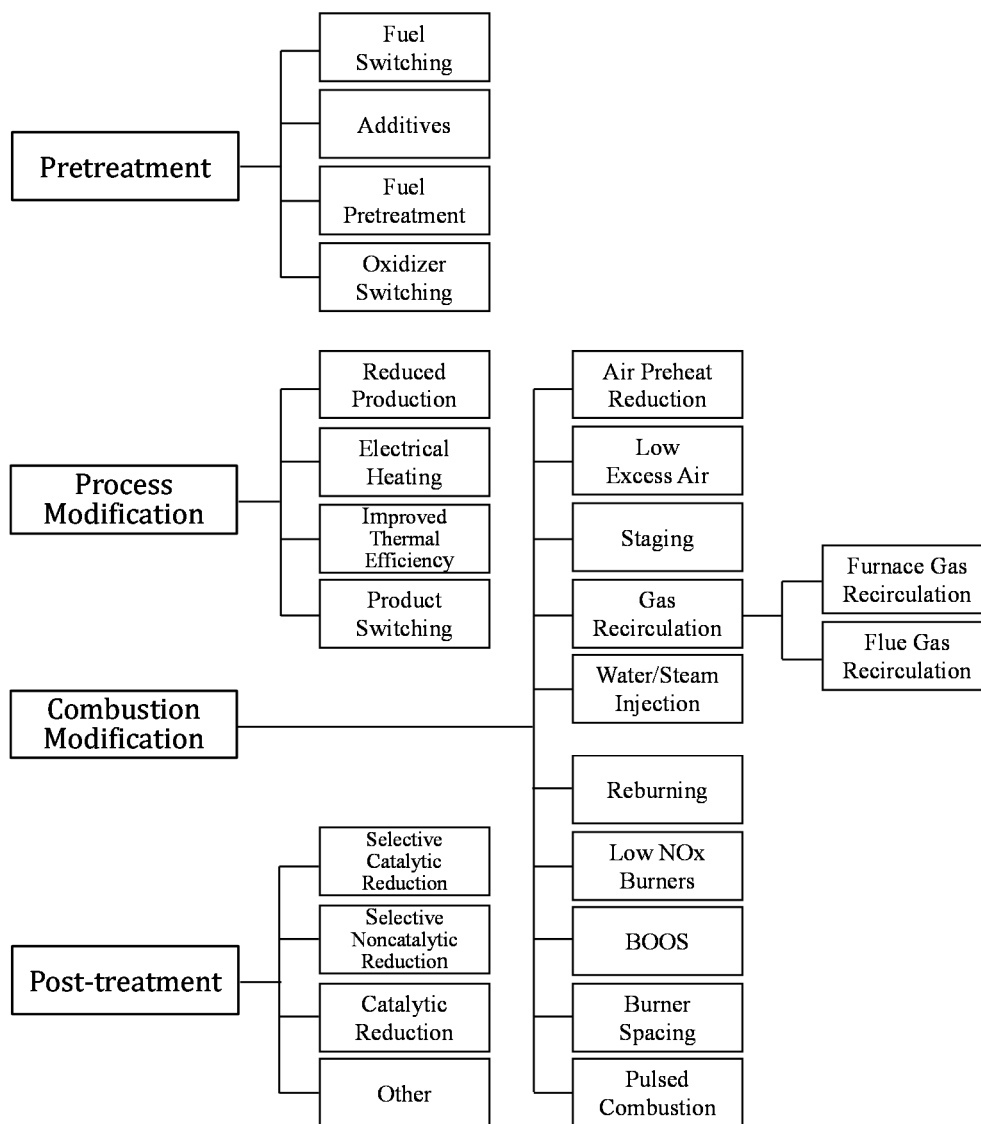 Pretreatment
Fuel
Switching
Additives
Fuel
Pretreatment
Oxidizer
Switching
Process
Modification
Reduced
Production
Electrical
Heating
Improved
Thermal
Efficiency
Product
Switching
Combustion
Modification
Air Preheat
Reduction
Low
Excess Air
Staging
Gas
Recirculation
Furnace Gas
Recirculation
Flue Gas
Recirculation
Water/Steam
Injection
Reburning
Low NOx
Burners
BOOS
Burner
Spacing
Pulsed
Combustion
Post-treatment
Selective
Catalytic
Reduction
Selective
Noncatalytic
Reduction
Catalytic
Reduction
Other